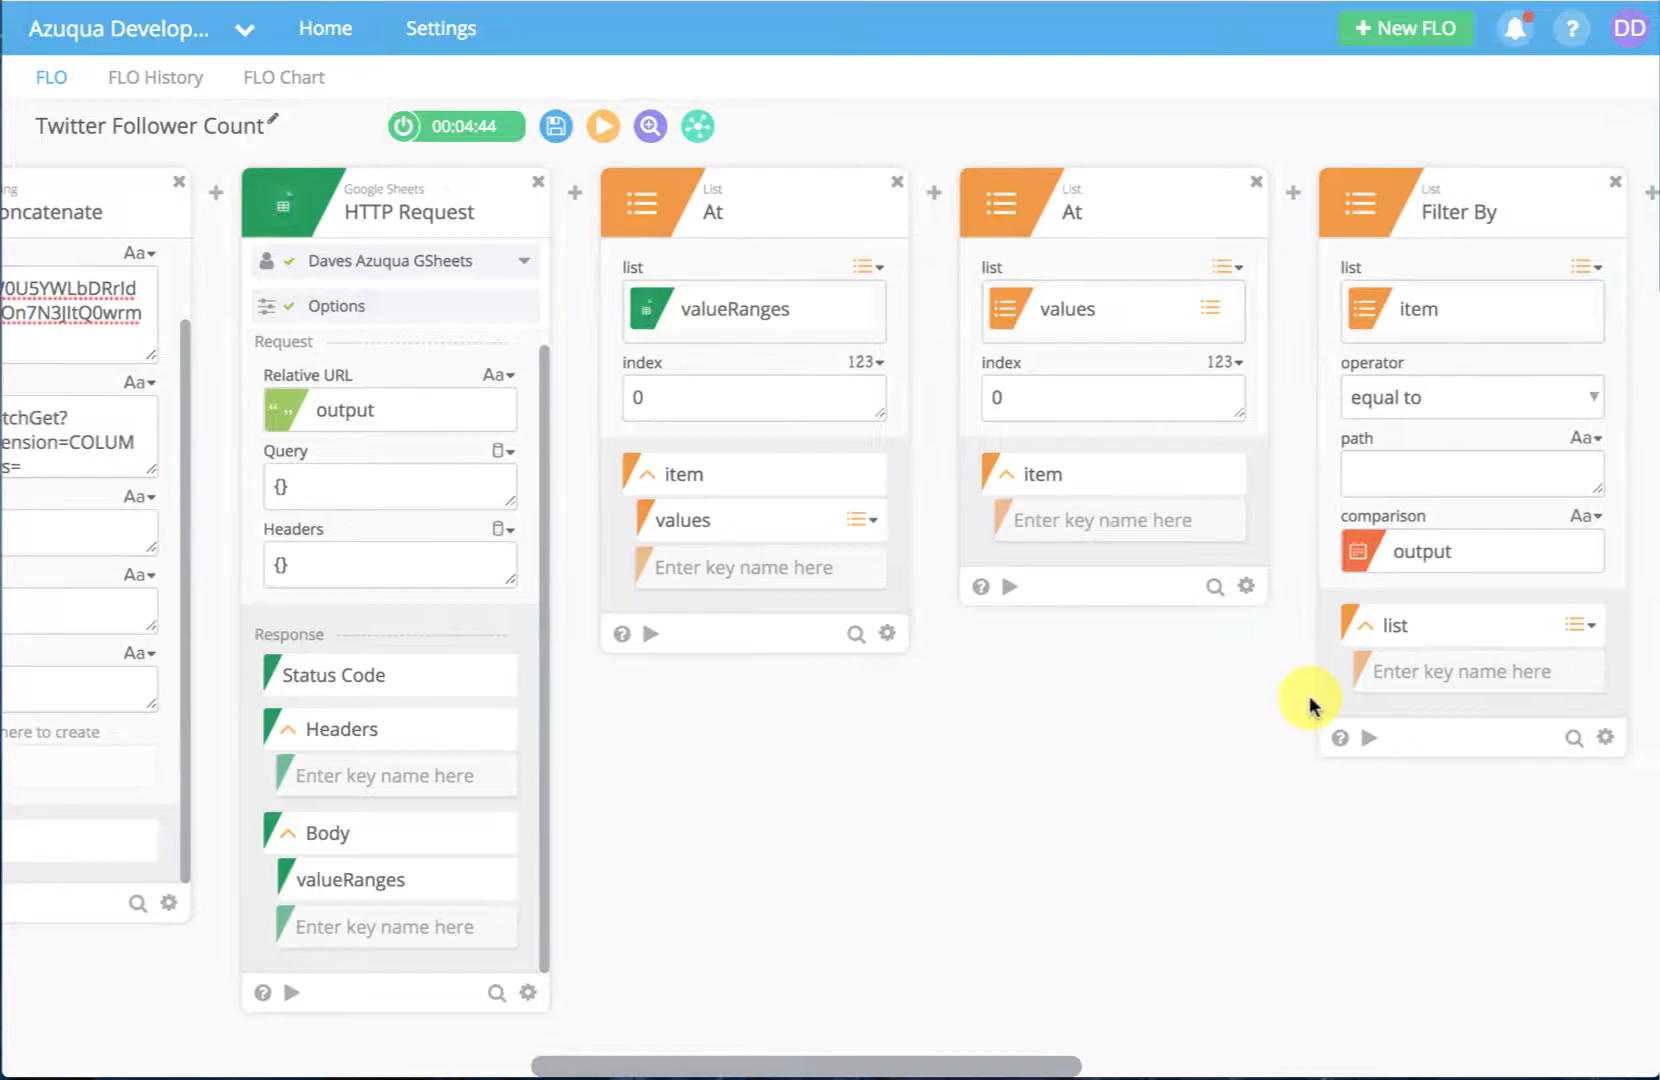 Azuqua Develop...
Home
Settings
+ New FLO
?
DD
FLO
FLO History
FLO Chart
Twitter Follower Count
00:04:44
ng
oncatenate
Aa
/0U5YWLbDRrld
On7N3JItQ0wrm
Aa
tchGet?
ension=COLUM
s=
Aa
Aa
Aa
here to create
Google Sheets
HTTP Request
Daves Azuqua GSheets
Options
Request
Relative URL
Aa
output
Query
{}
Headers
{}
Response
Status Code
Headers
Enter key name here
Body
valueRanges
Enter key name here
List
At
list
valueRanges
index
123
0
item
values
Enter key name here
List
At
list
values
index
123
0
item
Enter key name here
List
Filter By
list
item
operator
equal to
path
Aa
comparison
Aa
output
list
Enter key name here